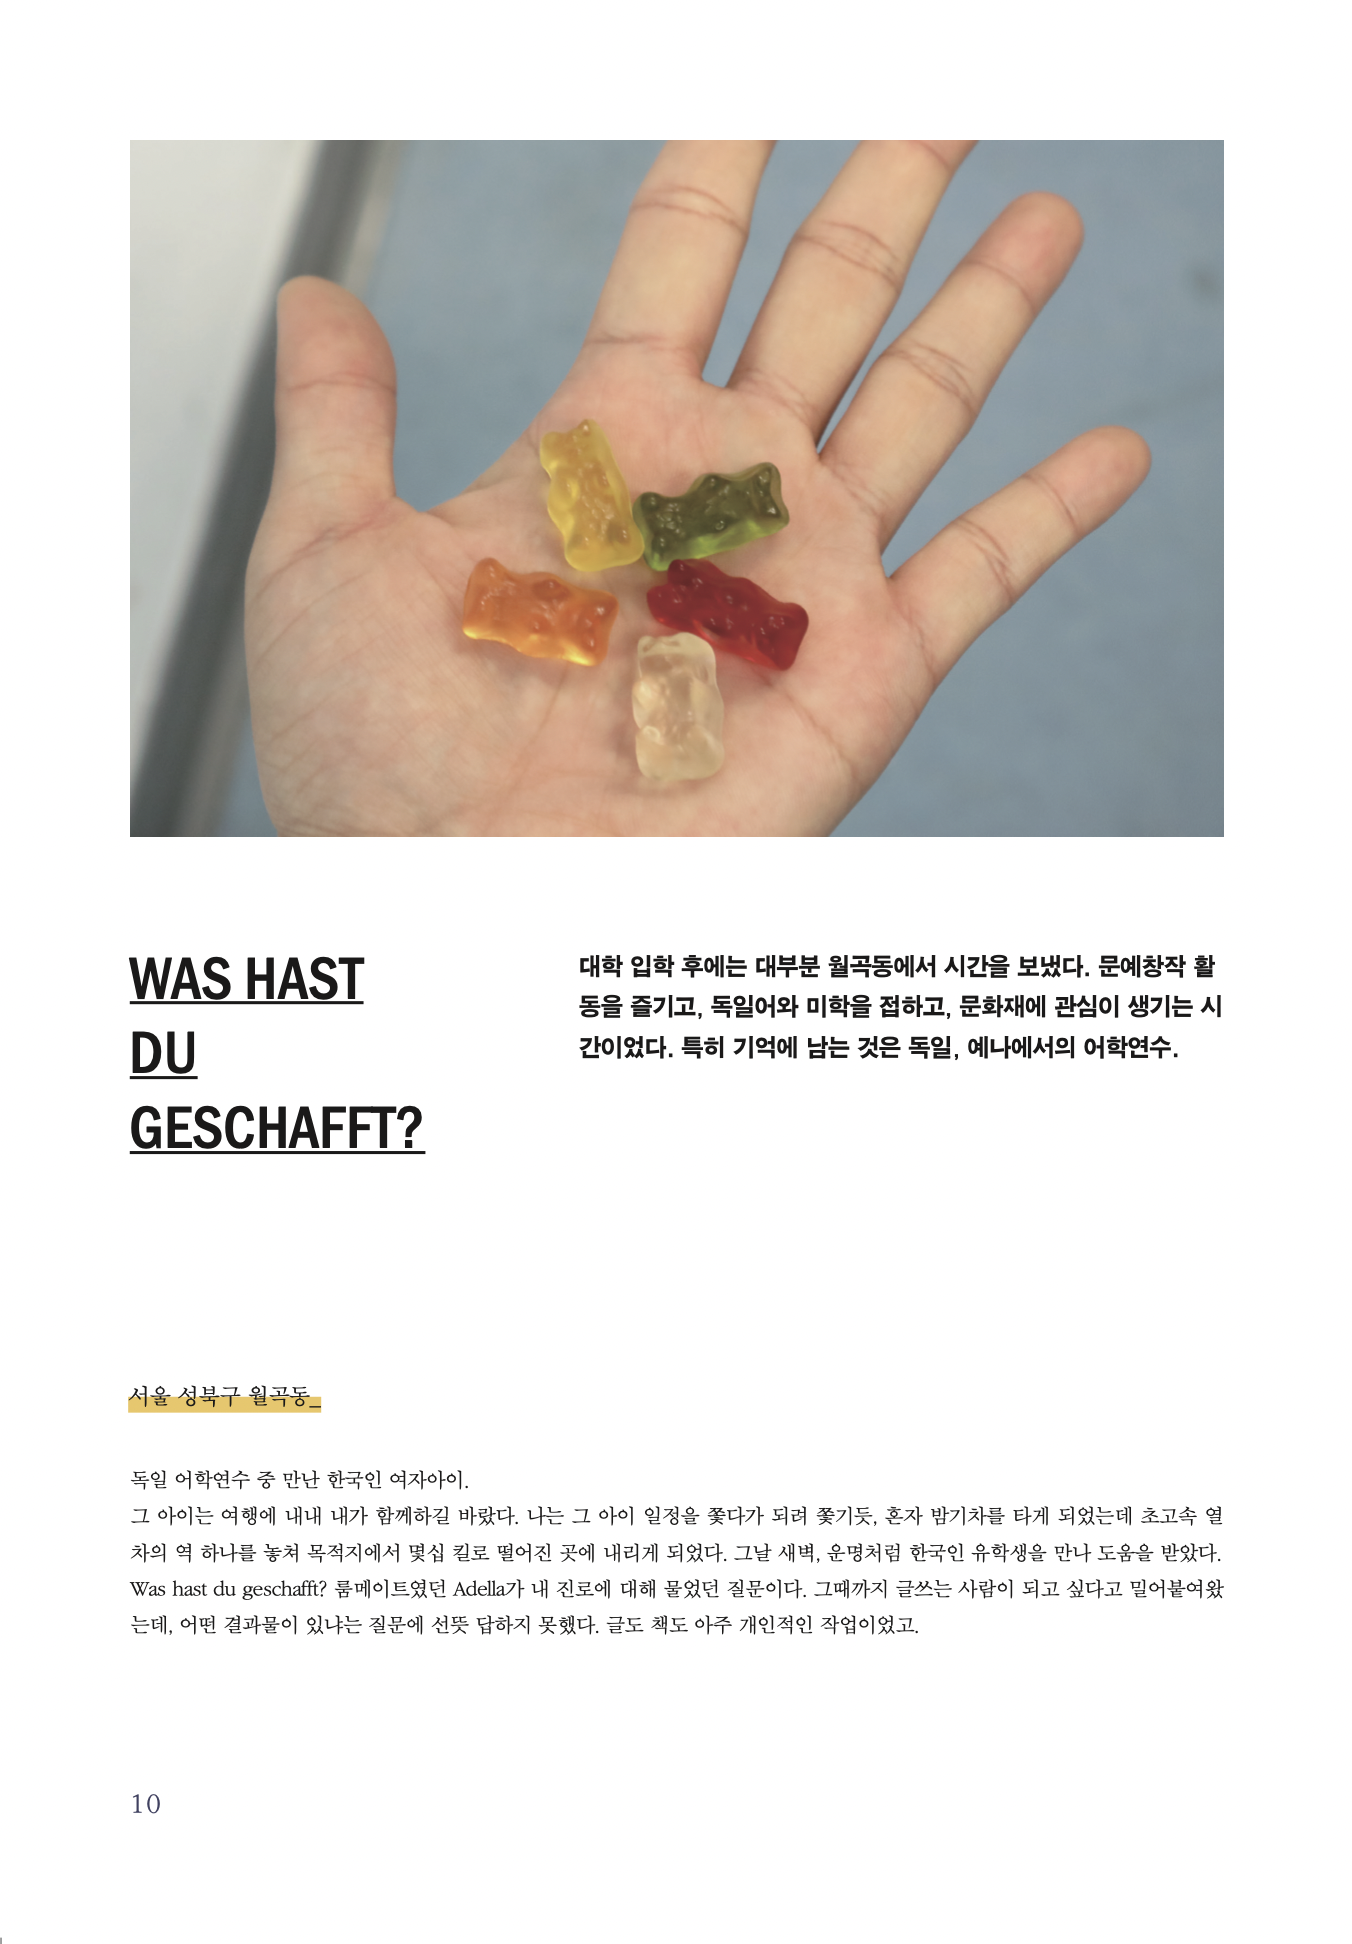 WAS HAST
DU
GESCHAFFT?
대학 입학 후에는 대부분 월곡동에서 시간을 보냈다. 문예창작 활
동을 즐기고, 독일어와 미학을 접하고, 문화재에 관심이 생기는 시
간이었다. 특히 기억에 남는 것은 독일, 예나에서의 어학연수.
서울 성북구 월곡동_
독일 어학연수 중 만난 한국인 여자아이.
그 아이는 여행에 내내 내가 함께하길 바랐다. 나는 그 아이 일정을 쫓다가 되려 쫓기듯, 혼자 밤기차를 타게 되었는데 초고속 열
차의 역 하나를 놓쳐 목적지에서 몇십 킬로 떨어진 곳에 내리게 되었다. 그날 새벽, 운명처럼 한국인 유학생을 만나 도움을 받았다.
Was hast du geschafft? 룸메이트였던 Adella가 내 진로에 대해 물었던 질문이다. 그때까지 글쓰는 사람이 되고 싶다고 밀어붙여왔
는데, 어떤 결과물이 있냐는 질문에 선뜻 답하지 못했다. 글도 책도 아주 개인적인 작업이었고.
10